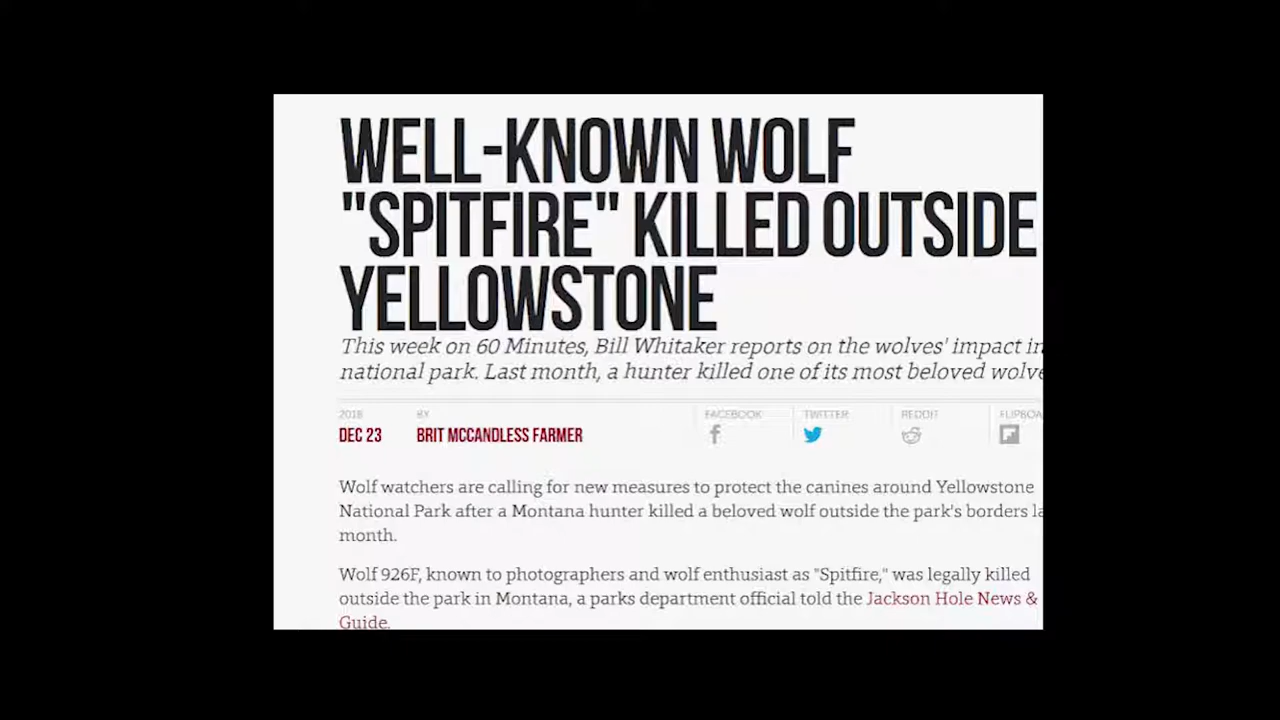 WELL-KNOWN WOLF
"SPITFIRE" KILLED OUTSIDE
YELLOWSTONE
This week on 60 Minutes, Bill Whitaker reports on the wolves' impact in
national park. Last month, a hunter killed one of its most beloved wolve
2018 BY FACEBOOK TWITTER REDDIT FLIPBOA
DEC 23 BRIT MCCANDLESS FARMER
Wolf watchers are calling for new measures to protect the canines around Yellowstone
National Park after a Montana hunter killed a beloved wolf outside the park's borders la
month.
Wolf 926F, known to photographers and wolf enthusiast as "Spitfire," was legally killed
outside the park in Montana, a parks department official told the Jackson Hole News &
Guide.